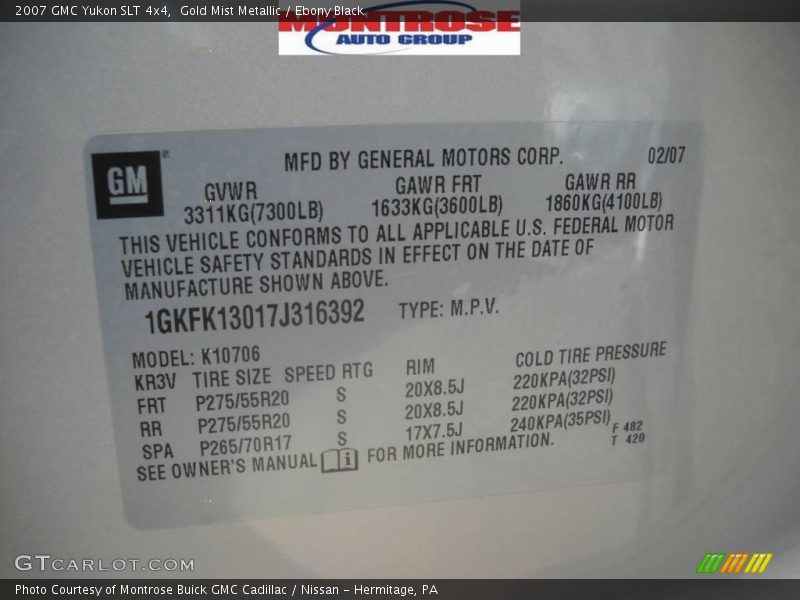 2007 GMC Yukon SLT 4x4, Gold Mist Metallic / Ebony Black
MONTROSE
AUTO GROUP
GM ®
MFD BY GENERAL MOTORS CORP. 02/07
GVWR GAWR FRT GAWR RR
3311KG(7300LB) 1633KG(3600LB) 1860KG(4100LB)
THIS VEHICLE CONFORMS TO ALL APPLICABLE U.S. FEDERAL MOTOR
VEHICLE SAFETY STANDARDS IN EFFECT ON THE DATE OF
MANUFACTURE SHOWN ABOVE.
1GKFK13017J316392 TYPE: M.P.V.
MODEL: K10706
KR3V TIRE SIZE SPEED RTG RIM COLD TIRE PRESSURE
FRT P275/55R20 S 20X8.5J 220KPA(32PSI)
RR P275/55R20 S 20X8.5J 220KPA(32PSI)
SPA P265/70R17 S 17X7.5J 240KPA(35PSI)
SEE OWNER'S MANUAL i FOR MORE INFORMATION.
F 482
T 420
GTCARLOT.COM
Photo Courtesy of Montrose Buick GMC Cadillac / Nissan - Hermitage, PA